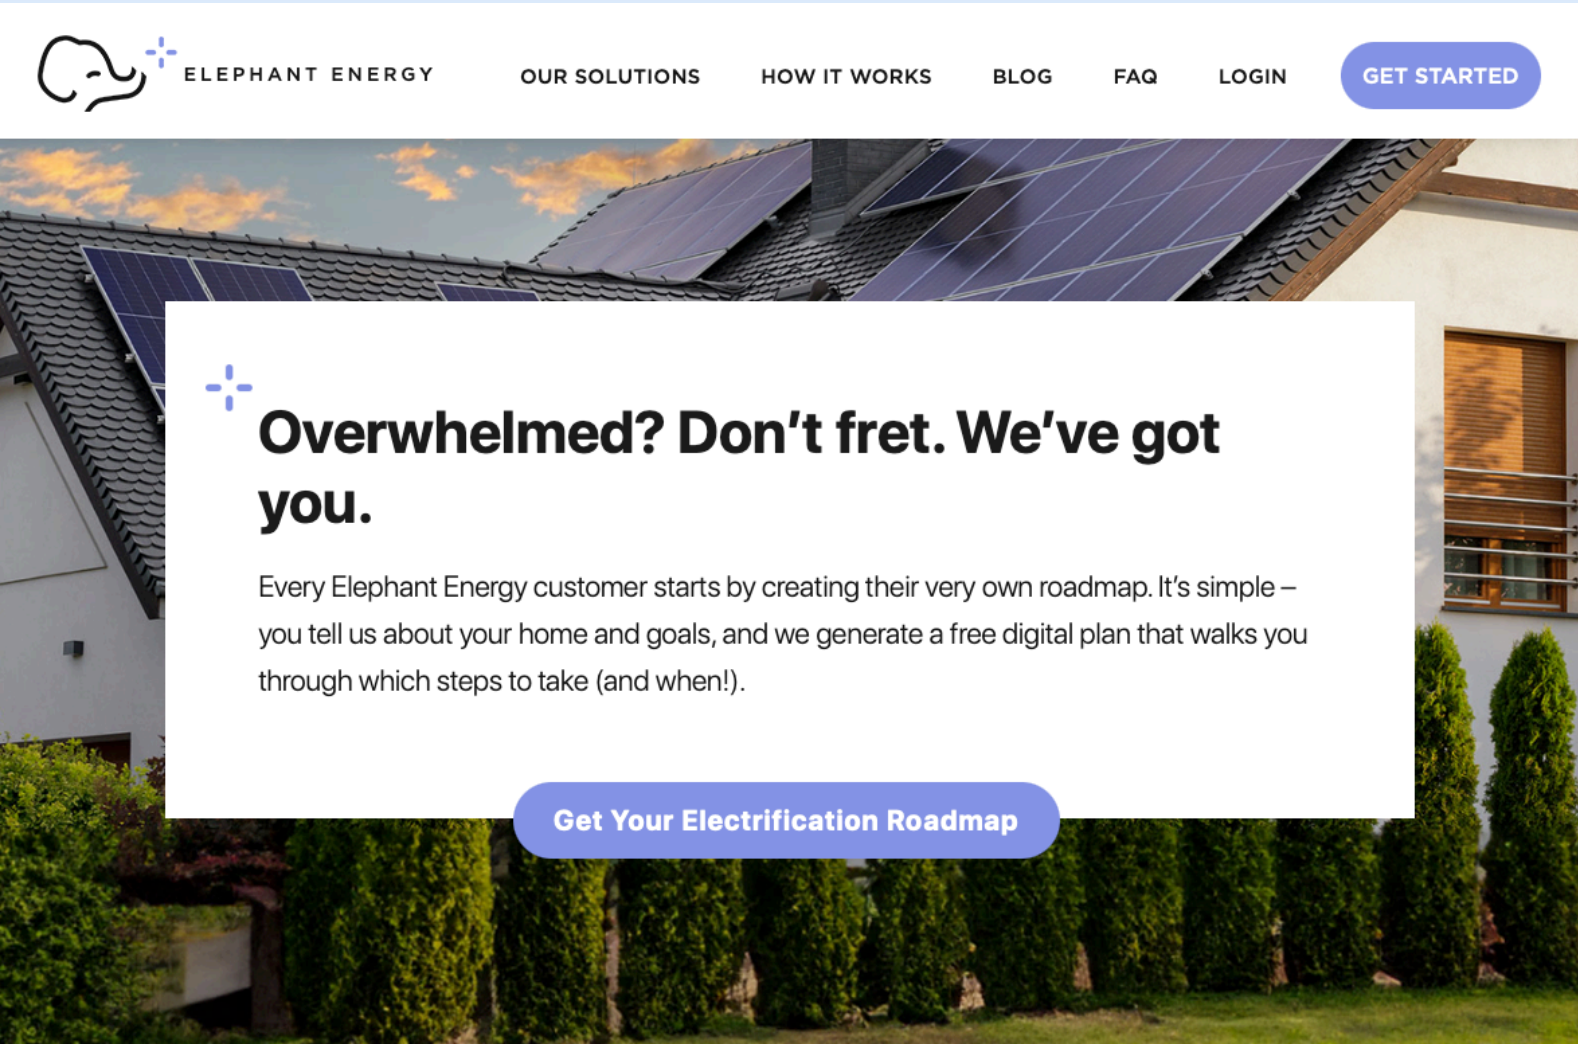 ELEPHANT ENERGY
OUR SOLUTIONS
HOW IT WORKS
BLOG
FAQ
LOGIN
GET STARTED
Overwhelmed? Don’t fret. We’ve got
you.
Every Elephant Energy customer starts by creating their very own roadmap. It’s simple –
you tell us about your home and goals, and we generate a free digital plan that walks you
through which steps to take (and when!).
Get Your Electrification Roadmap